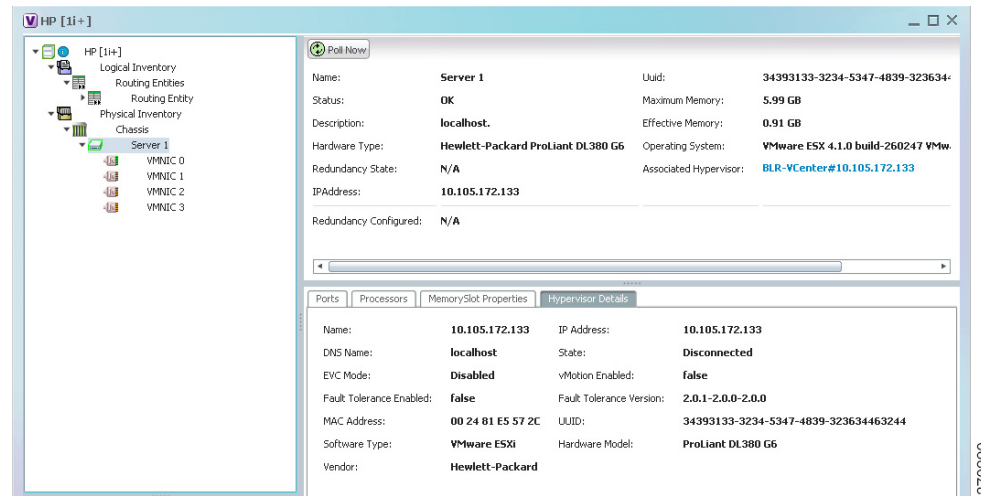 HP [1i+]
HP [1i+]
Logical Inventory
Routing Entities
Routing Entity
Physical Inventory
Chassis
Server 1
VMNIC 0
VMNIC 1
VMNIC 2
VMNIC 3
Poll Now
Name: Server 1 Uuid: 34393133-3234-5347-4839-323634
Status: OK Maximum Memory: 5.99 GB
Description: localhost. Effective Memory: 0.91 GB
Hardware Type: Hewlett-Packard ProLiant DL380 G6 Operating System: VMware ESX 4.1.0 build-260247 VMw
Redundancy State: N/A Associated Hypervisor: BLR-VCenter#10.105.172.133
IPAddress: 10.105.172.133
Redundancy Configured: N/A
Ports Processors MemorySlot Properties Hypervisor Details
Name: 10.105.172.133 IP Address: 10.105.172.133
DNS Name: localhost State: Disconnected
EVC Mode: Disabled vMotion Enabled: false
Fault Tolerance Enabled: false Fault Tolerance Version: 2.0.1-2.0.0-2.0.0
MAC Address: 00 24 81 E5 57 2C UUID: 34393133-3234-5347-4839-323634463244
Software Type: VMware ESXi Hardware Model: ProLiant DL380 G6
Vendor: Hewlett-Packard